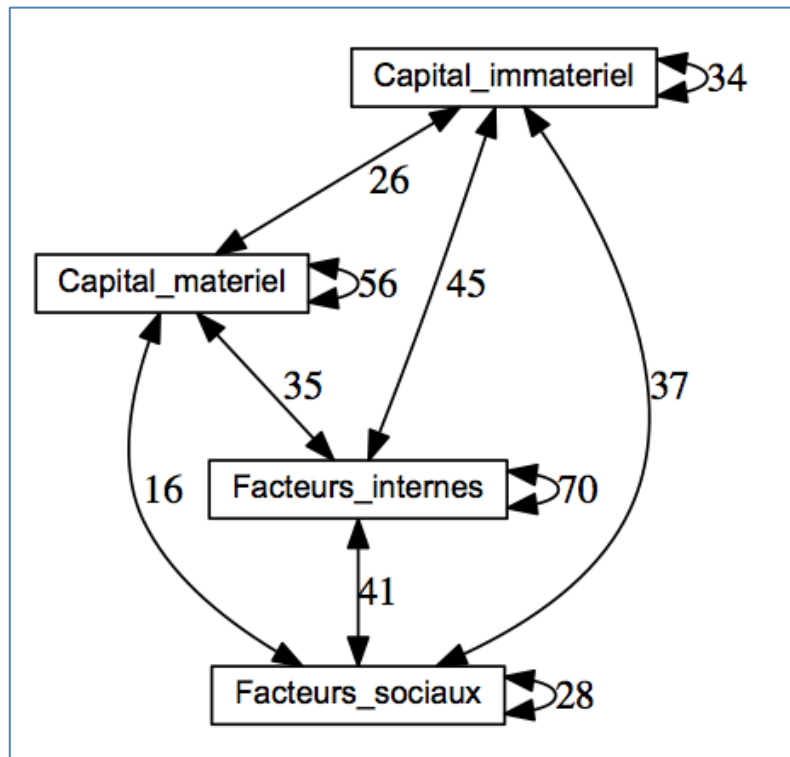 Capital_immateriel
34
26
Capital_materiel
56
45
35
37
Facteurs_internes
70
16
41
Facteurs_sociaux
28